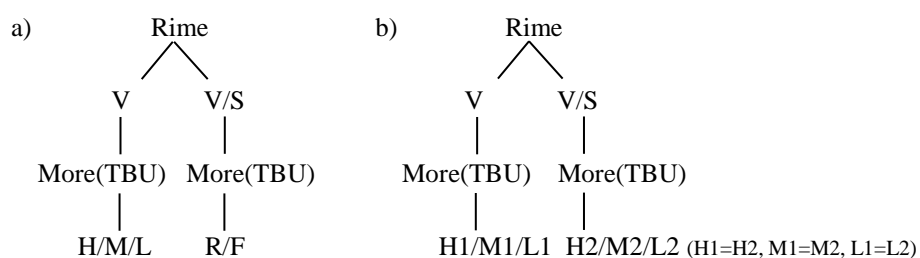 a) Rime b) Rime
V V/S V V/S
More(TBU) More(TBU) More(TBU) More(TBU)
H/M/L R/F H1/M1/L1 H2/M2/L2 (H1=H2, M1=M2, L1=L2)